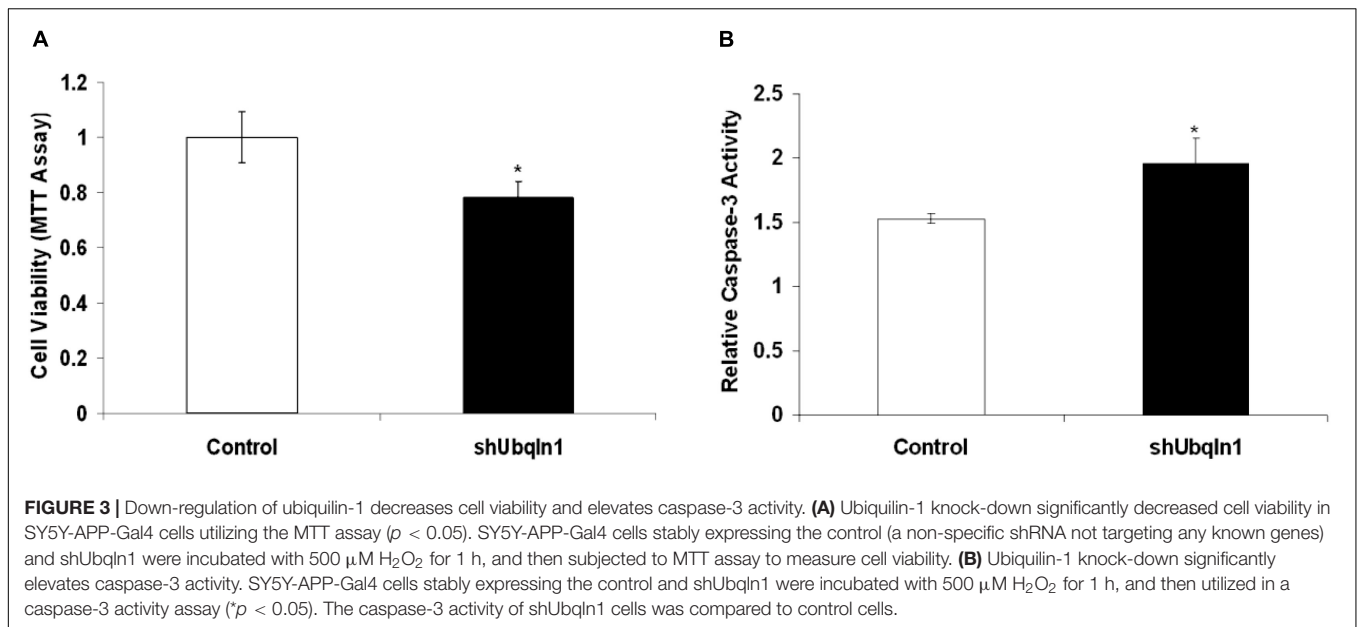 A
B
Cell Viability (MTT Assay)
1.2
1
0.8
0.6
0.4
0.2
0
*
Control
shUbqln1
Relative Caspase-3 Activity
2.5
2
1.5
1
0.5
0
*
Control
shUbqln1
FIGURE 3 | Down-regulation of ubiquilin-1 decreases cell viability and elevates caspase-3 activity. (A) Ubiquilin-1 knock-down significantly decreased cell viability in
SY5Y-APP-Gal4 cells utilizing the MTT assay (p < 0.05). SY5Y-APP-Gal4 cells stably expressing the control (a non-specific shRNA not targeting any known genes)
and shUbqln1 were incubated with 500 μM H2O2 for 1 h, and then subjected to MTT assay to measure cell viability. (B) Ubiquilin-1 knock-down significantly
elevates caspase-3 activity. SY5Y-APP-Gal4 cells stably expressing the control and shUbqln1 were incubated with 500 μM H2O2 for 1 h, and then utilized in a
caspase-3 activity assay (*p < 0.05). The caspase-3 activity of shUbqln1 cells was compared to control cells.